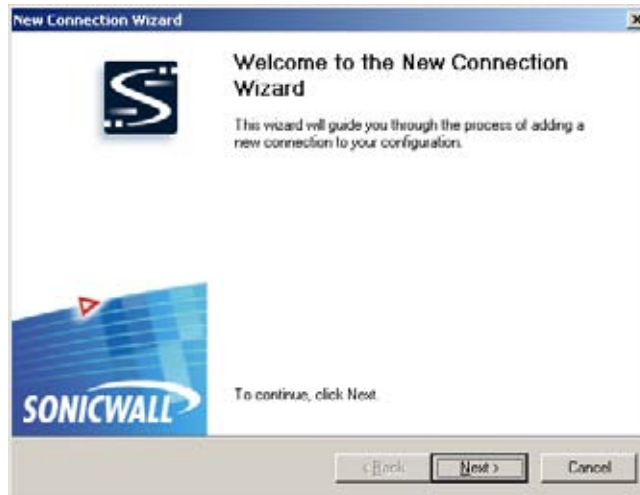 New Connection Wizard
Welcome to the New Connection
Wizard
This wizard will guide you through the process of adding a
new connection to your configuration.
SONICWALL
To continue, click Next.
< Back
Next >
Cancel